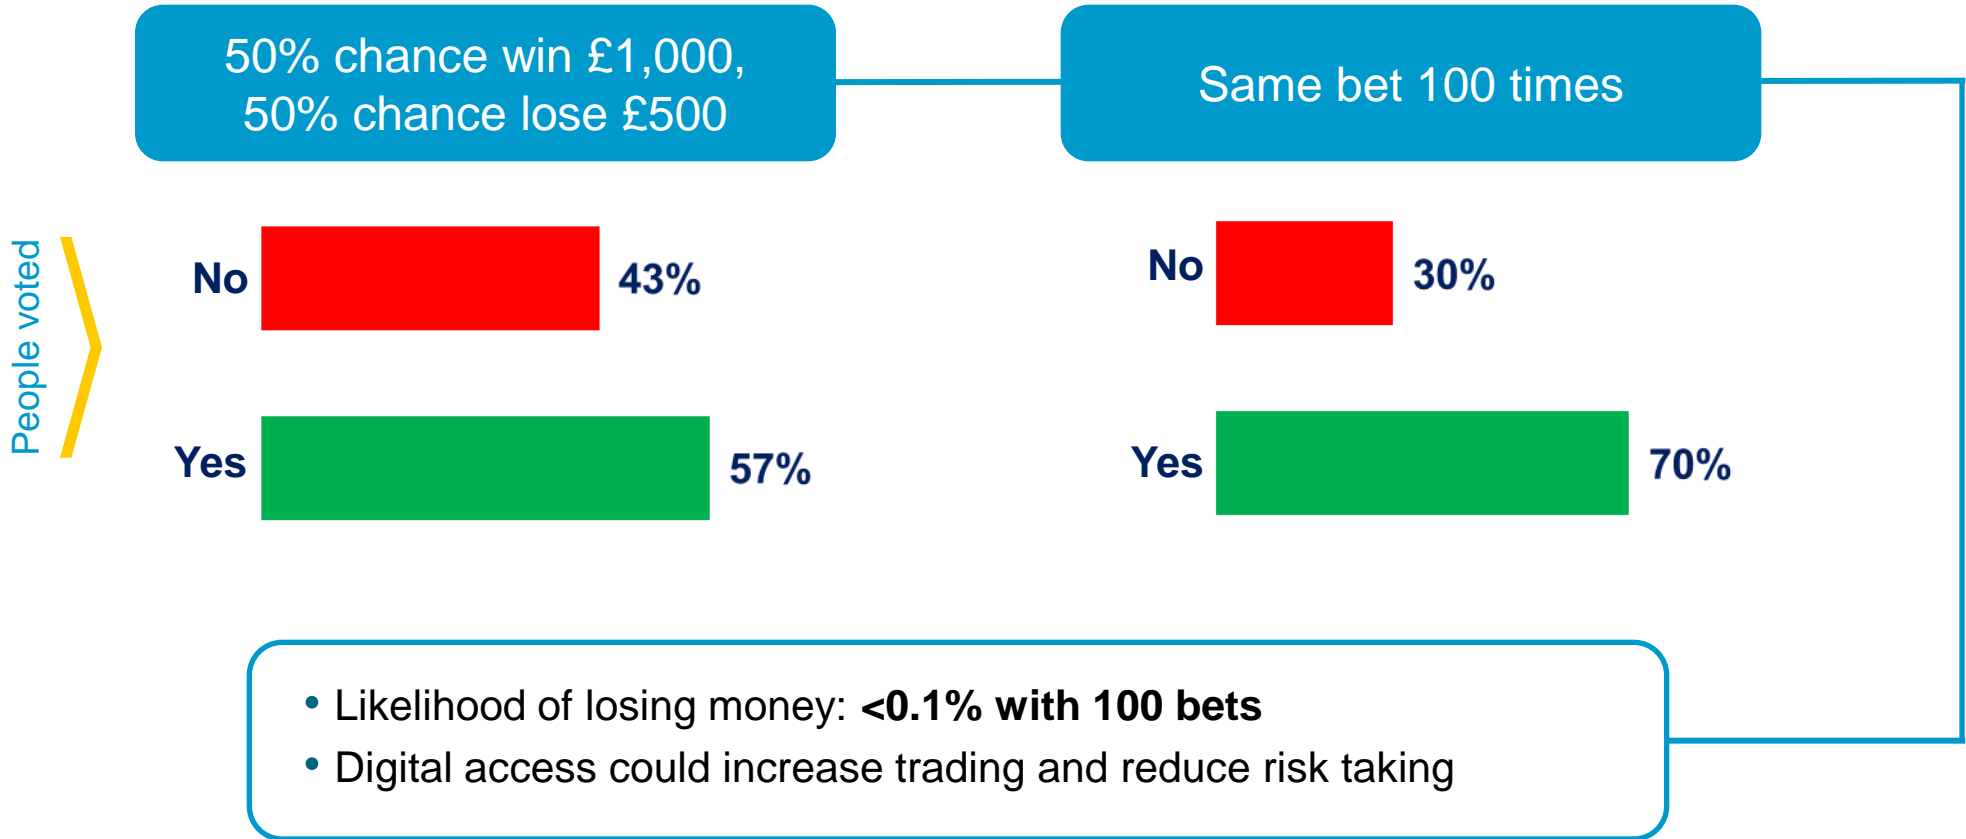 50% chance win £1,000,
50% chance lose £500
Same bet 100 times
People voted
No
43%
Yes
57%
No
30%
Yes
70%
• Likelihood of losing money: <0.1% with 100 bets
• Digital access could increase trading and reduce risk taking